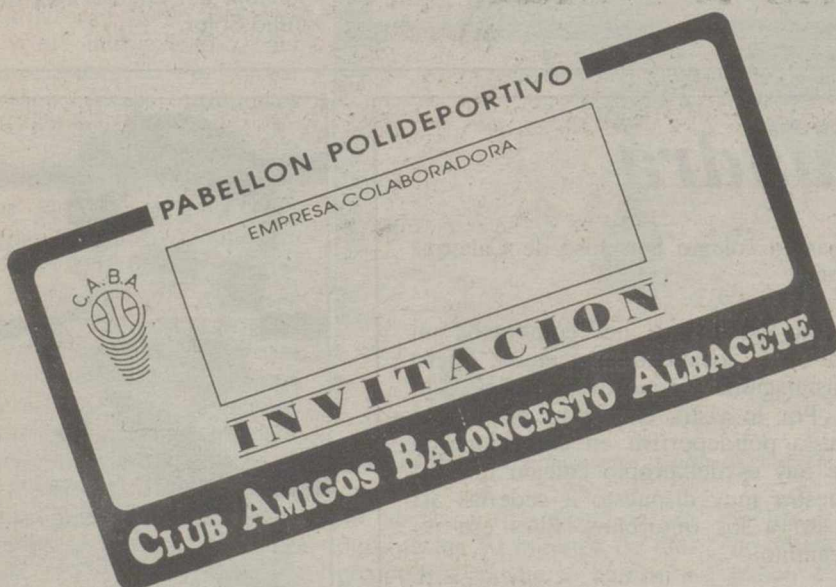 PABELLON POLIDEPORTIVO
EMPRESA COLABORADORA
C.A.B.A
INVITACION
CLUB AMIGOS BALONCESTO ALBACETE